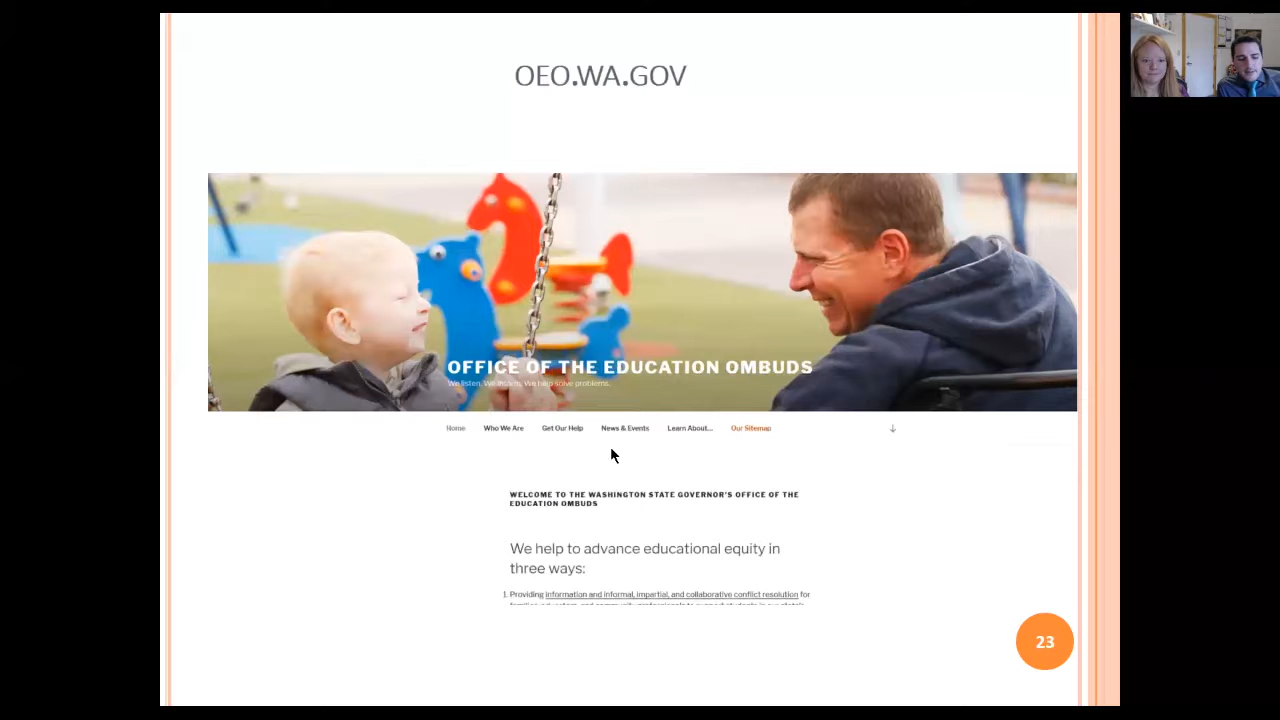 OEO.WA.GOV
OFFICE OF THE EDUCATION OMBUDS
We listen. We inform. We help solve problems.
Home Who We Are Get Our Help News & Events Learn About... Our Sitemap
WELCOME TO THE WASHINGTON STATE GOVERNOR'S OFFICE OF THE
EDUCATION OMBUDS
We help to advance educational equity in
three ways:
1. Providing information and informal, impartial, and collaborative conflict resolution for
23